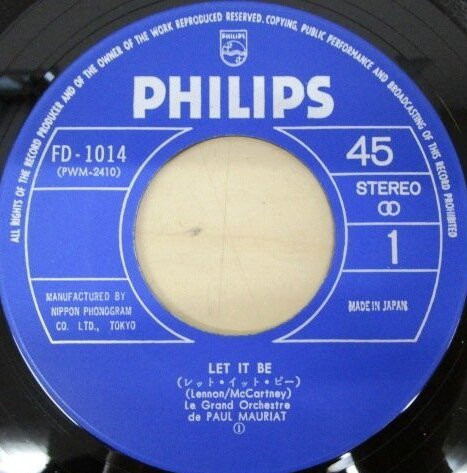 ALL RIGHTS OF THE RECORD PRODUCER AND OF THE OWNER OF THE WORK REPRODUCED RESERVED. COPYING, PUBLIC PERFORMANCE AND BROADCASTING OF THIS RECORD PROHIBITED
PHILIPS
PHILIPS
FD-1014
(PWM-2410)
45
STEREO
1
MANUFACTURED BY
NIPPON PHONOGRAM
CO. LTD., TOKYO
MADE IN JAPAN
LET IT BE
(レット・イット・ビー)
(Lennon/McCartney)
Le Grand Orchestre
de PAUL MAURIAT
①